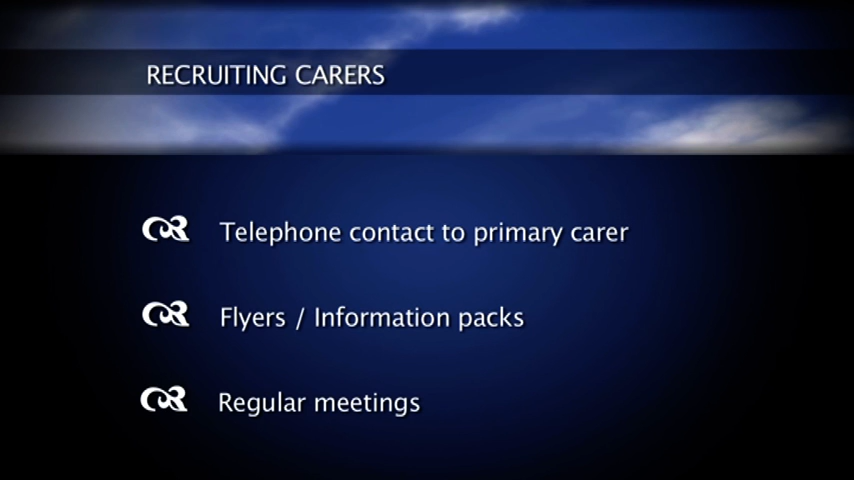 RECRUITING CARERS
Telephone contact to primary carer
Flyers / Information packs
Regular meetings